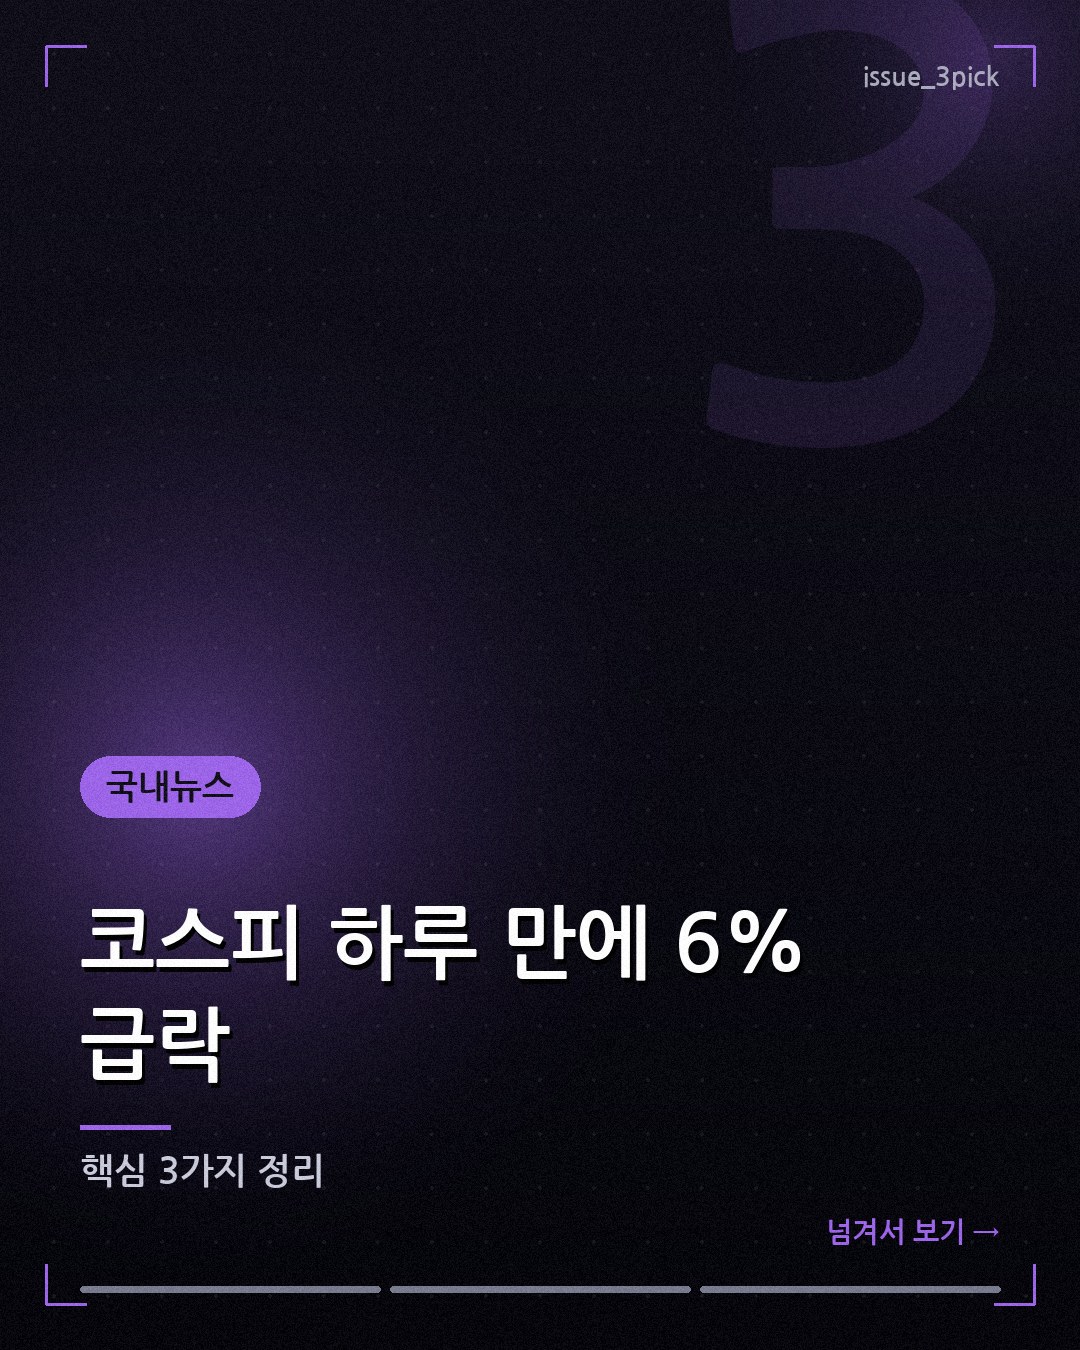 3
issue_3pick
국내뉴스
코스피 하루 만에 6%
급락
핵심 3가지 정리
넘겨서 보기 →